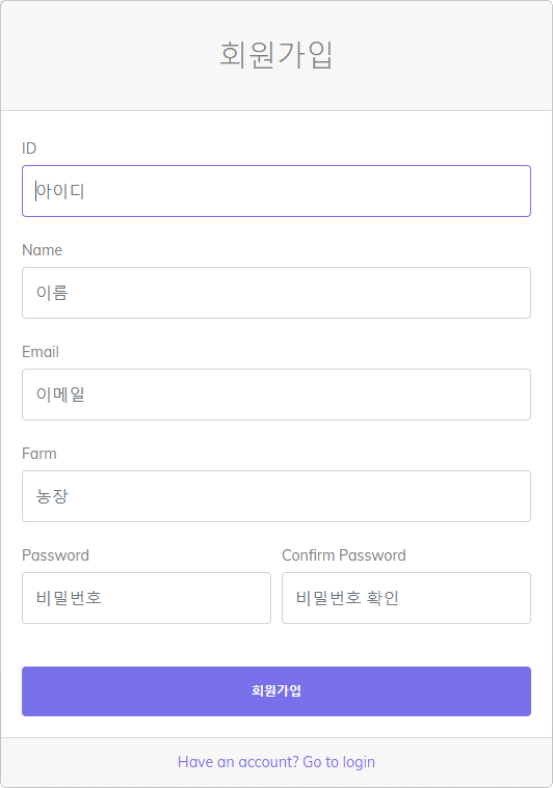 회원가입
ID
아이디
Name
이름
Email
이메일
Farm
농장
Password Confirm Password
비밀번호 비밀번호 확인
회원가입
Have an account? Go to login